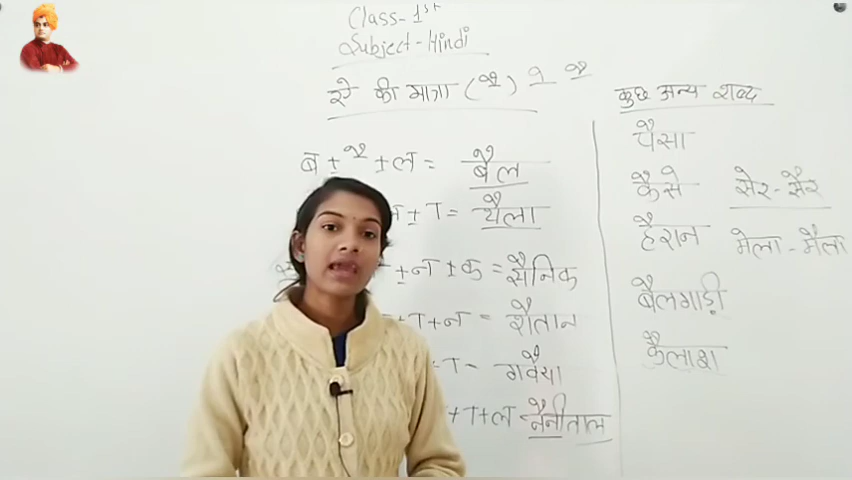 Class-1st
Subject-Hindi
ऐ की मात्रा (ै) ै ै
ब + ै + ल = बैल
+ ा = थैला
+ न + क = सैनिक
+ ा + न = शैतान
ा = गवैया
+ ा + ल = नैनीताल
कुछ अन्य शब्द
पैसा
कैसे
हैरान
बैलगाड़ी
कैलाश
सेर-सैर
मेला-मैला